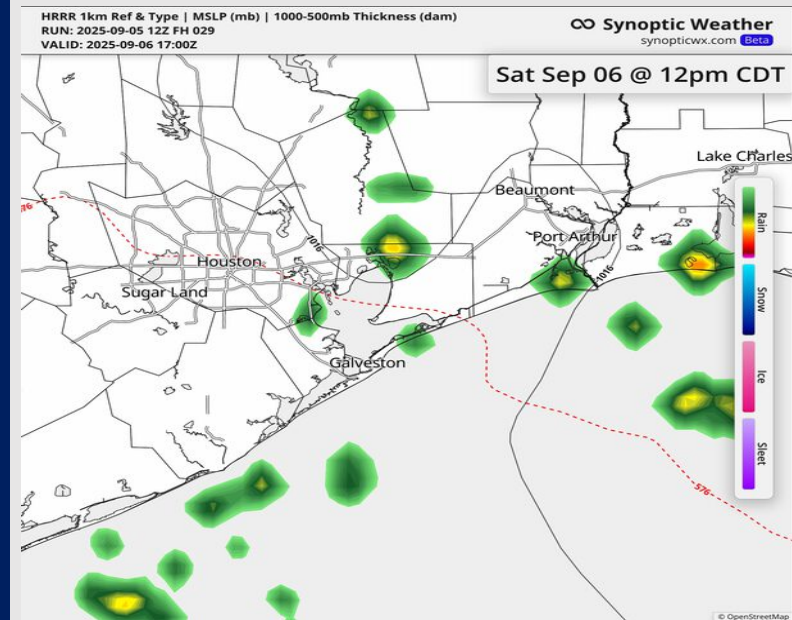 HRRR 1km Ref & Type | MSLP (mb) | 1000-500mb Thickness (dam)
RUN: 2025-09-05 12Z FH 029
VALID: 2025-09-06 17:00Z
Synoptic Weather
synopticwx.com Beta
Sat Sep 06 @ 12pm CDT
Lake Charles
Beaumont
76
Rain
1016
Port Arthur
Houston
1016
Sugar Land
Snow
Galveston
Ice
Sleet
576
© OpenStreetMap